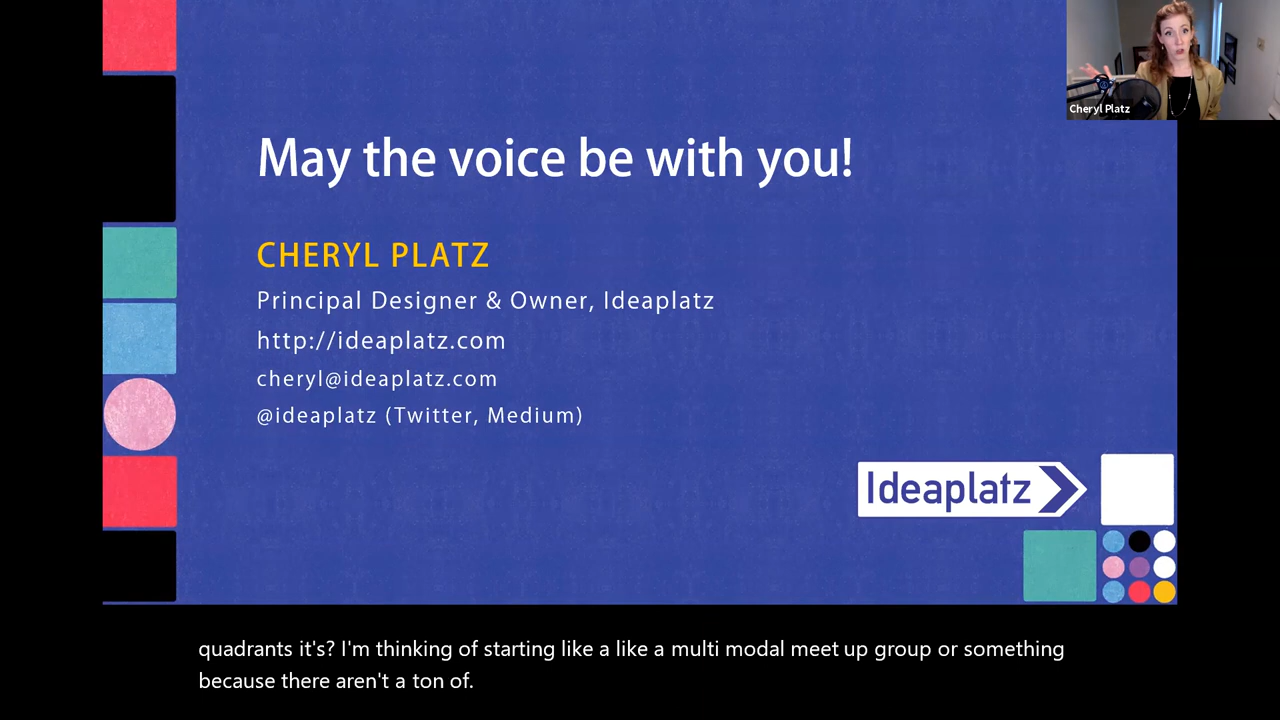 Cheryl Platz
May the voice be with you!
CHERYL PLATZ
Principal Designer & Owner, Ideaplatz
http://ideaplatz.com
cheryl@ideaplatz.com
@ideaplatz (Twitter, Medium)
Ideaplatz
quadrants it's? I'm thinking of starting like a like a multi modal meet up group or something
because there aren't a ton of.